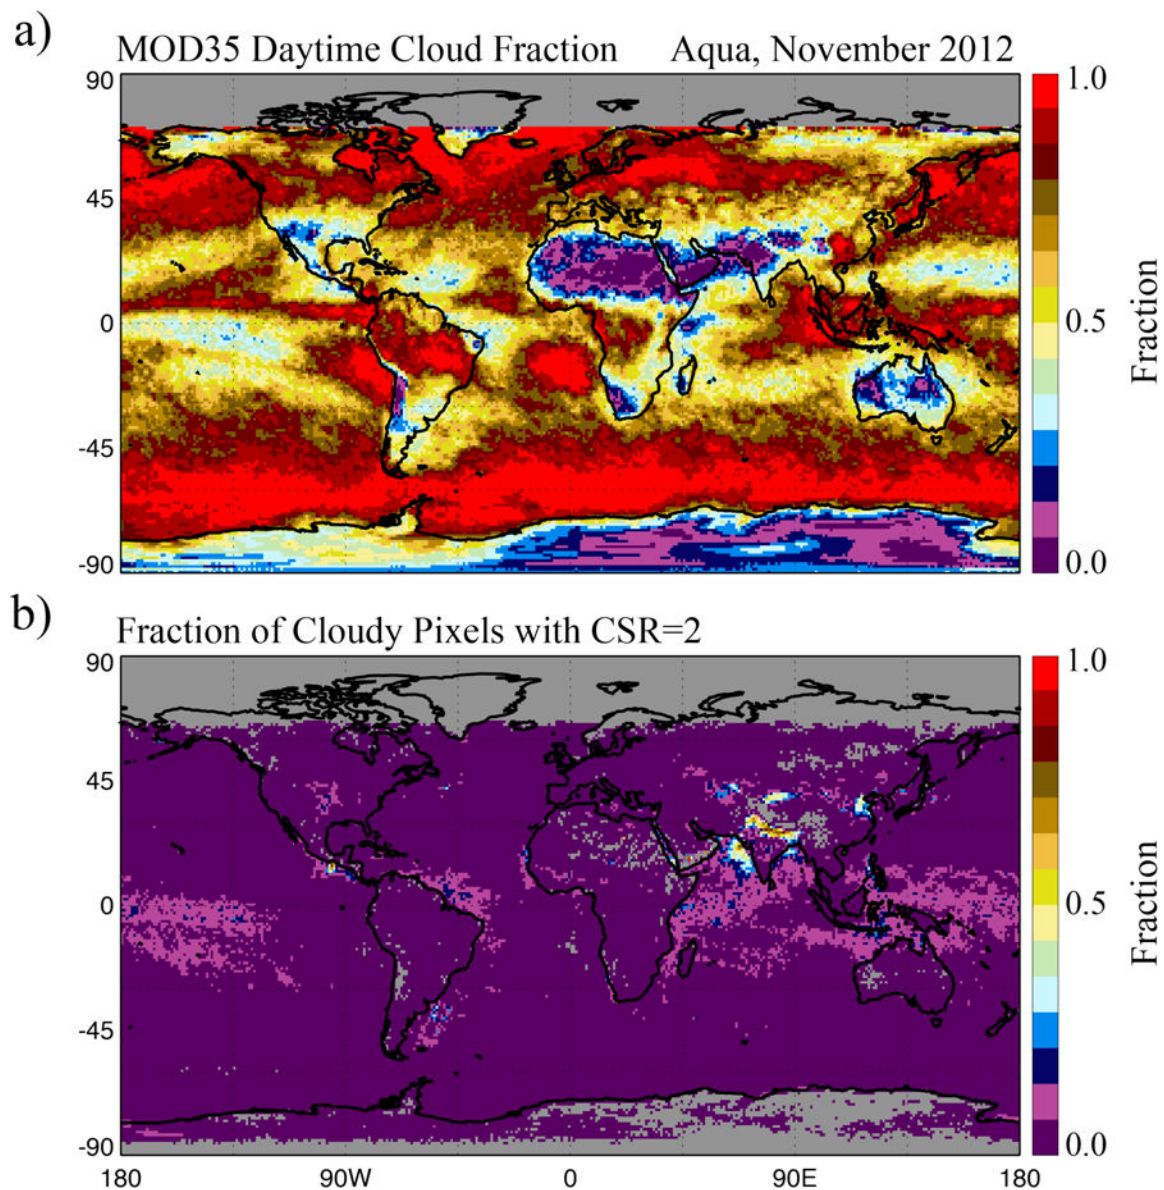 a)
MOD35 Daytime Cloud Fraction Aqua, November 2012
90
45
0
-45
-90
1.0
0.5
0.0
Fraction
b)
Fraction of Cloudy Pixels with CSR=2
90
45
0
-45
-90
180 90W 0 90E 180
1.0
0.5
0.0
Fraction